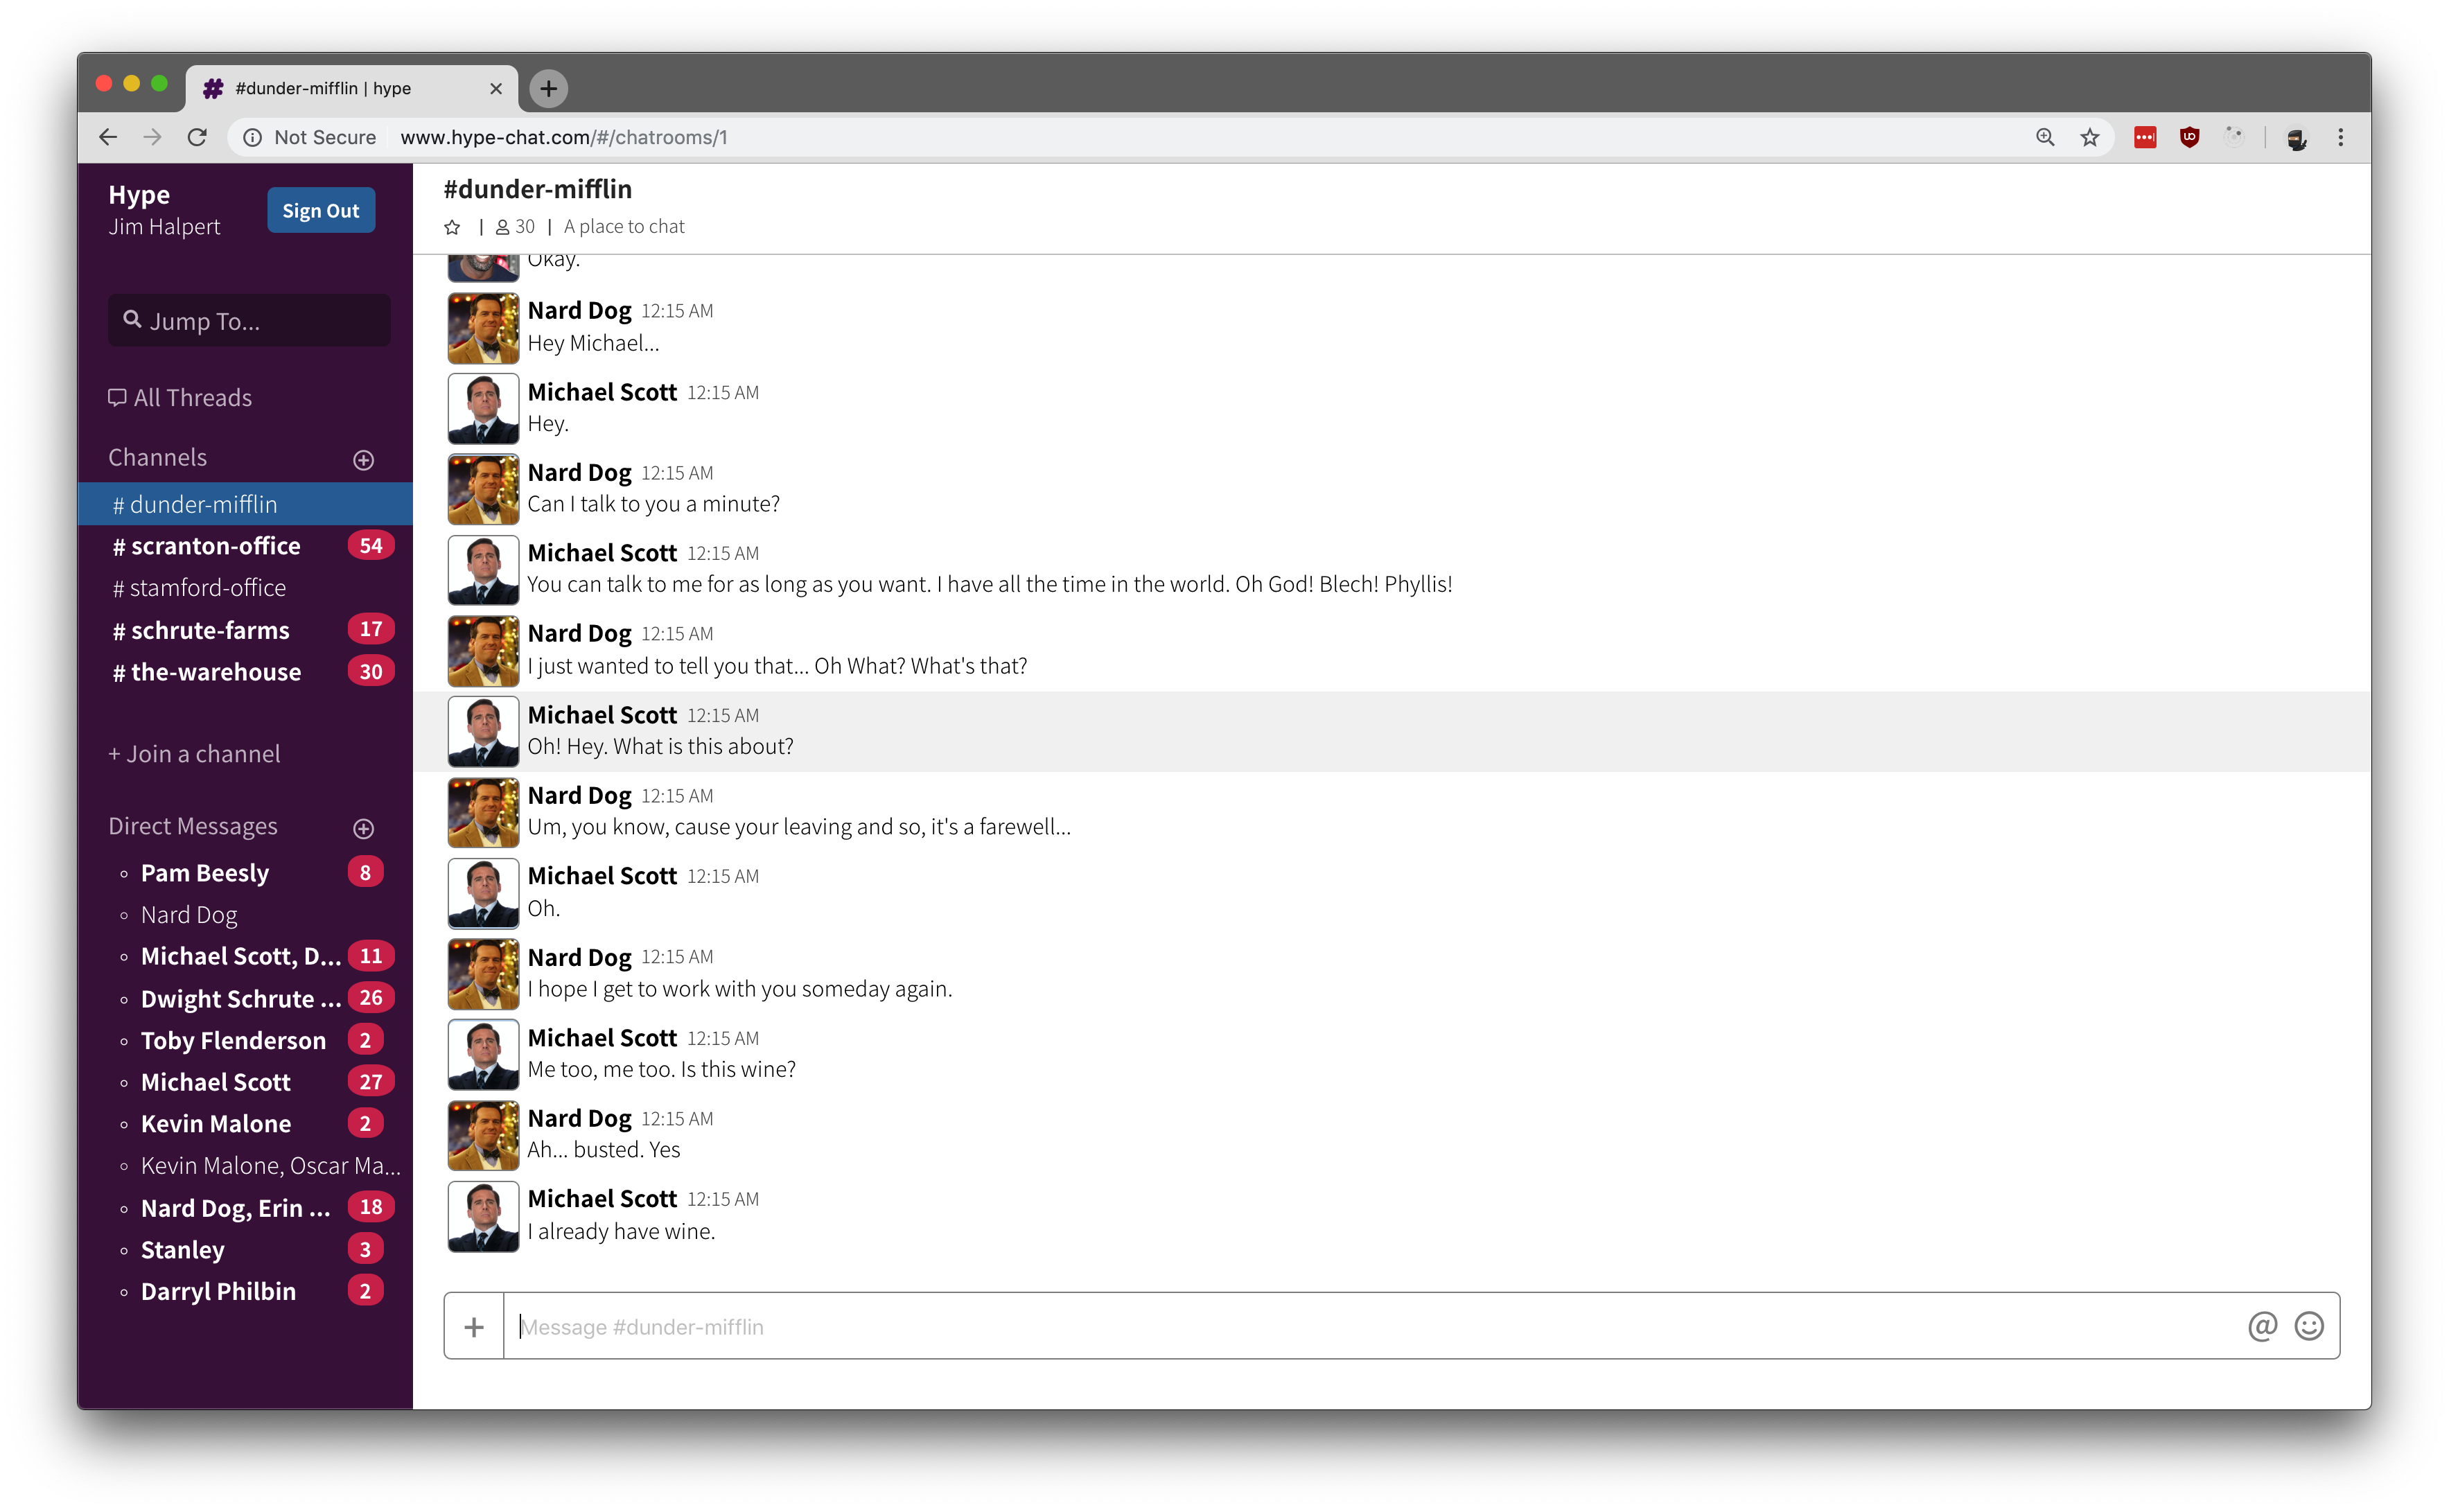 #dunder-mifflin | hype
Not Secure www.hype-chat.com/#/chatrooms/1
Hype
Jim Halpert
Sign Out
Jump To...
All Threads
Channels
# dunder-mifflin
# scranton-office 54
# stamford-office
# schrute-farms 17
# the-warehouse 30
+ Join a channel
Direct Messages
Pam Beesly 8
Nard Dog
Michael Scott, D... 11
Dwight Schrute ... 26
Toby Flenderson 2
Michael Scott 27
Kevin Malone 2
Kevin Malone, Oscar Ma...
Nard Dog, Erin ... 18
Stanley 3
Darryl Philbin 2
#dunder-mifflin
| 30 | A place to chat
Okay.
Nard Dog 12:15 AM
Hey Michael...
Michael Scott 12:15 AM
Hey.
Nard Dog 12:15 AM
Can I talk to you a minute?
Michael Scott 12:15 AM
You can talk to me for as long as you want. I have all the time in the world. Oh God! Blech! Phyllis!
Nard Dog 12:15 AM
I just wanted to tell you that... Oh What? What's that?
Michael Scott 12:15 AM
Oh! Hey. What is this about?
Nard Dog 12:15 AM
Um, you know, cause your leaving and so, it's a farewell...
Michael Scott 12:15 AM
Oh.
Nard Dog 12:15 AM
I hope I get to work with you someday again.
Michael Scott 12:15 AM
Me too, me too. Is this wine?
Nard Dog 12:15 AM
Ah... busted. Yes
Michael Scott 12:15 AM
I already have wine.
+ Message #dunder-mifflin @